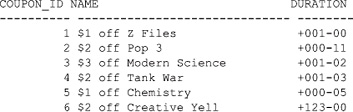 COUPON_ID NAME DURATION
--------- ------------------------------ ---------
1 $1 off Z Files +001-00
2 $2 off Pop 3 +000-11
3 $3 off Modern Science +001-02
4 $2 off Tank War +001-03
5 $1 off Chemistry +000-05
6 $2 off Creative Yell +123-00